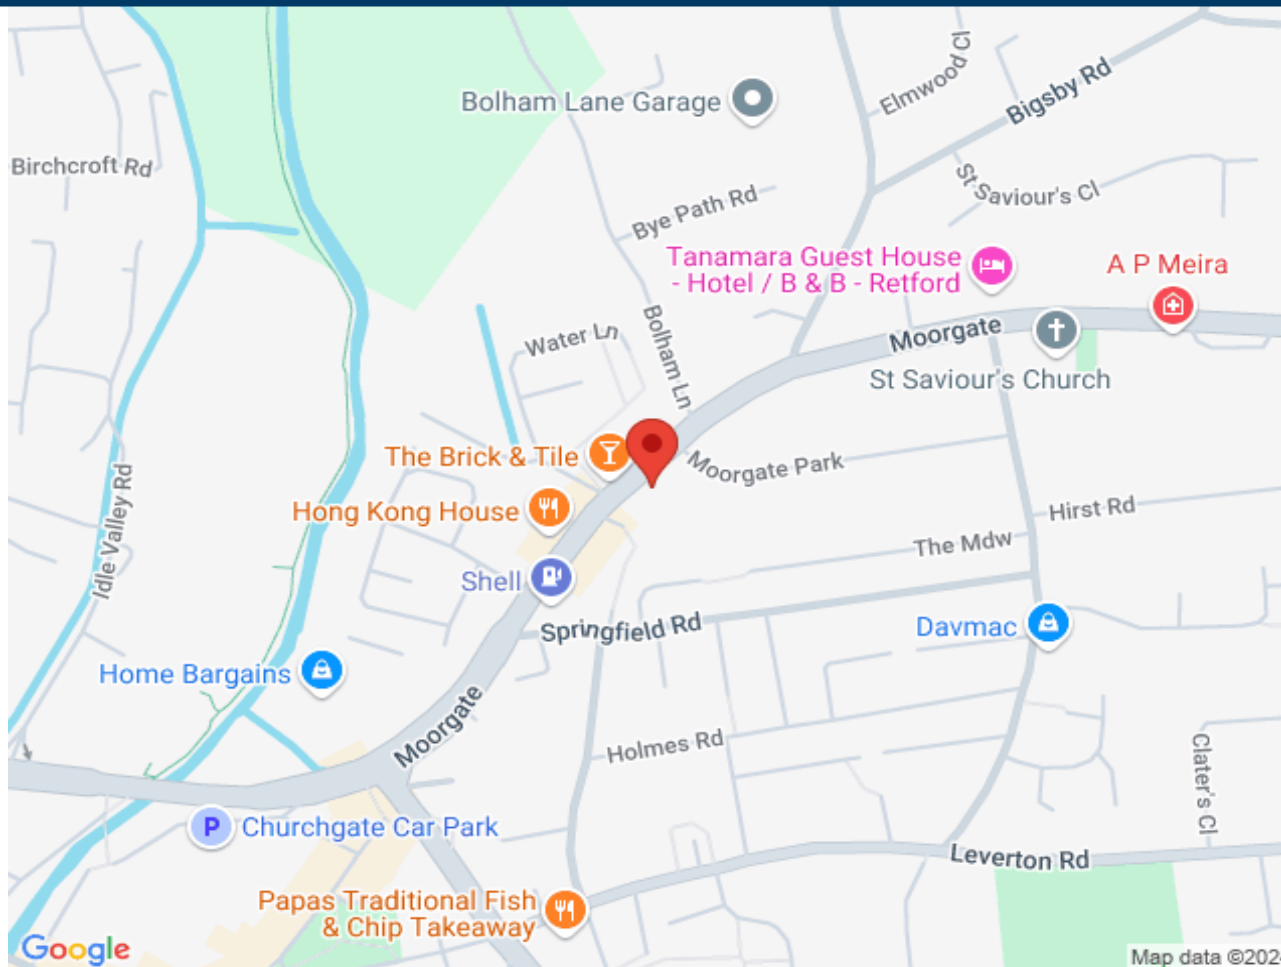 Elmwood Cl
Bigsby Rd
Bolham Lane Garage
Birchcroft Rd
St Saviour's Cl
Bye Path Rd
Tanamara Guest House
- Hotel / B & B - Retford
A P Meira
Bolham Ln
Water Ln
Moorgate
St Saviour's Church
The Brick & Tile
Moorgate Park
Idle Valley Rd
Hong Kong House
Hirst Rd
The Mdw
Shell
Springfield Rd
Davmac
Home Bargains
Moorgate
Holmes Rd
Clater's Cl
P
Churchgate Car Park
Leverton Rd
Papas Traditional Fish
& Chip Takeaway
Google
Map data ©202